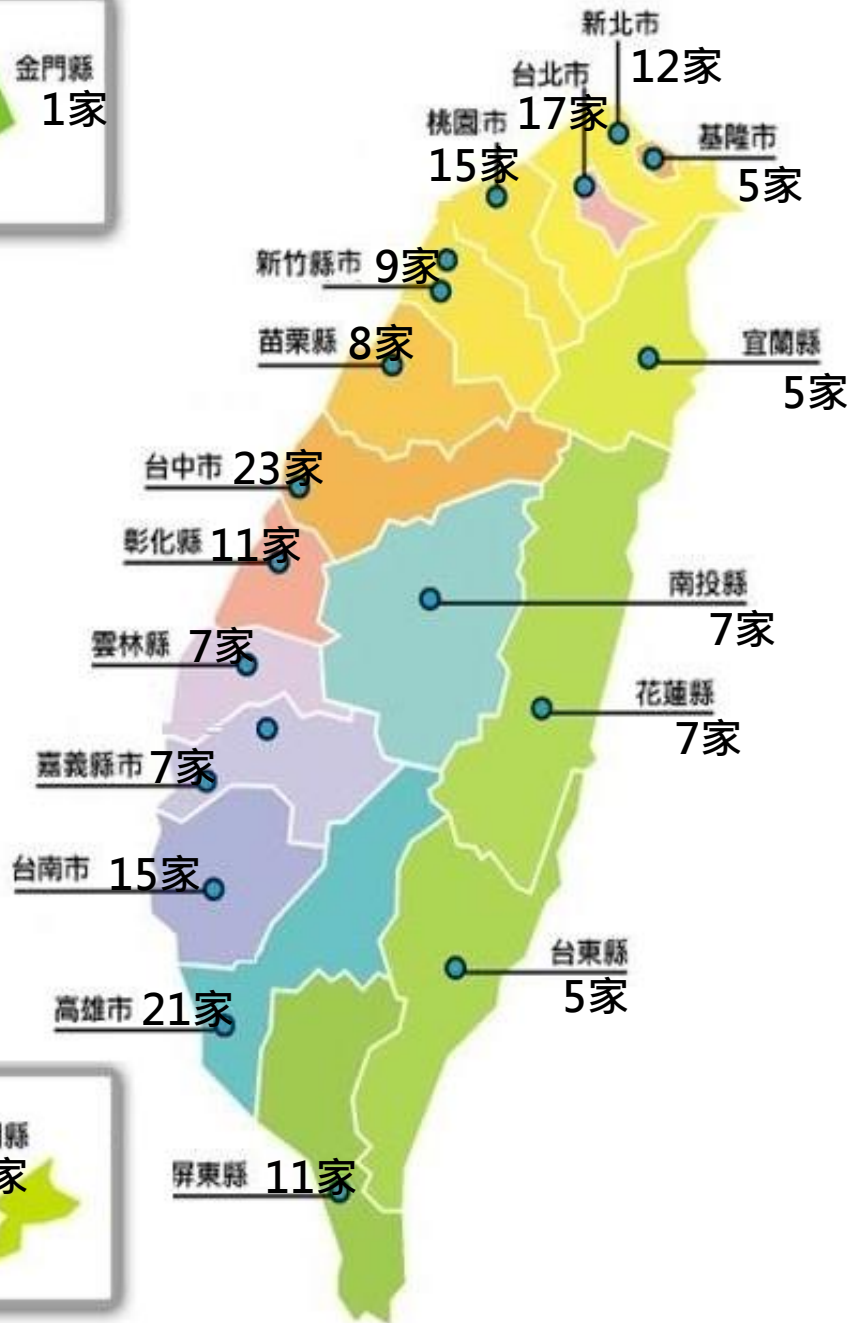 新北市
12家
台北市
17家
金門縣
1家
桃園市
15家
基隆市
5家
新竹縣市 9家
苗栗縣 8家
宜蘭縣
5家
台中市 23家
彰化縣 11家
南投縣
7家
雲林縣 7家
花蓮縣
7家
嘉義縣市 7家
台南市 15家
台東縣
5家
高雄市 21家
縣
家
屏東縣 11家